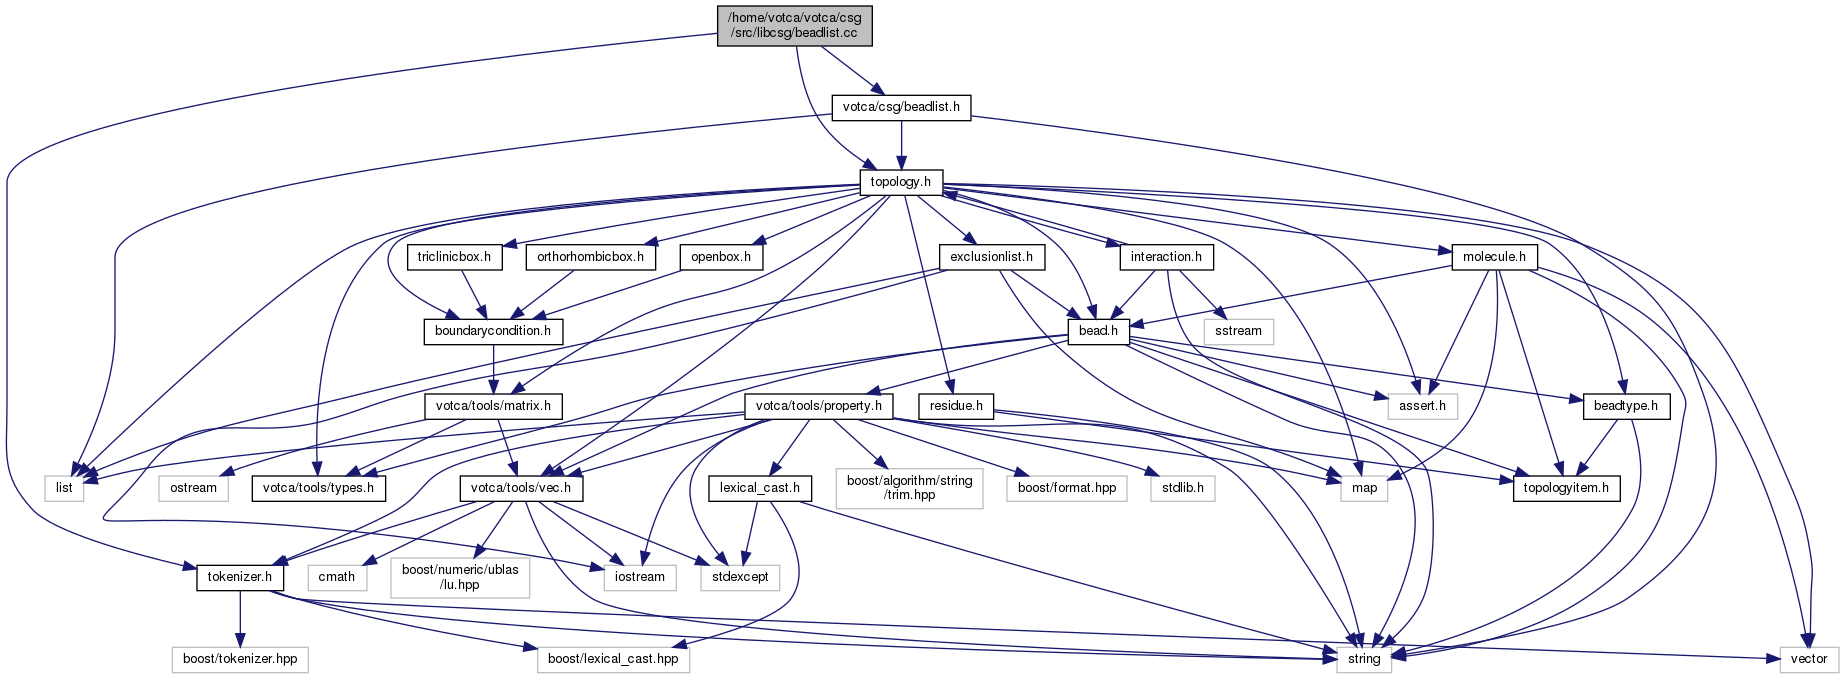 /home/votca/votca/csg
/src/libcsg/beadlist.cc
votca/csg/beadlist.h
topology.h
triclinicbox.h
orthorhombicbox.h
openbox.h
exclusionlist.h
interaction.h
molecule.h
boundarycondition.h
bead.h
sstream
votca/tools/matrix.h
votca/tools/property.h
residue.h
assert.h
beadtype.h
list
ostream
votca/tools/types.h
votca/tools/vec.h
lexical_cast.h
boost/algorithm/string
/trim.hpp
boost/format.hpp
stdlib.h
map
topologyitem.h
tokenizer.h
cmath
boost/numeric/ublas
/lu.hpp
iostream
stdexcept
boost/tokenizer.hpp
boost/lexical_cast.hpp
string
vector